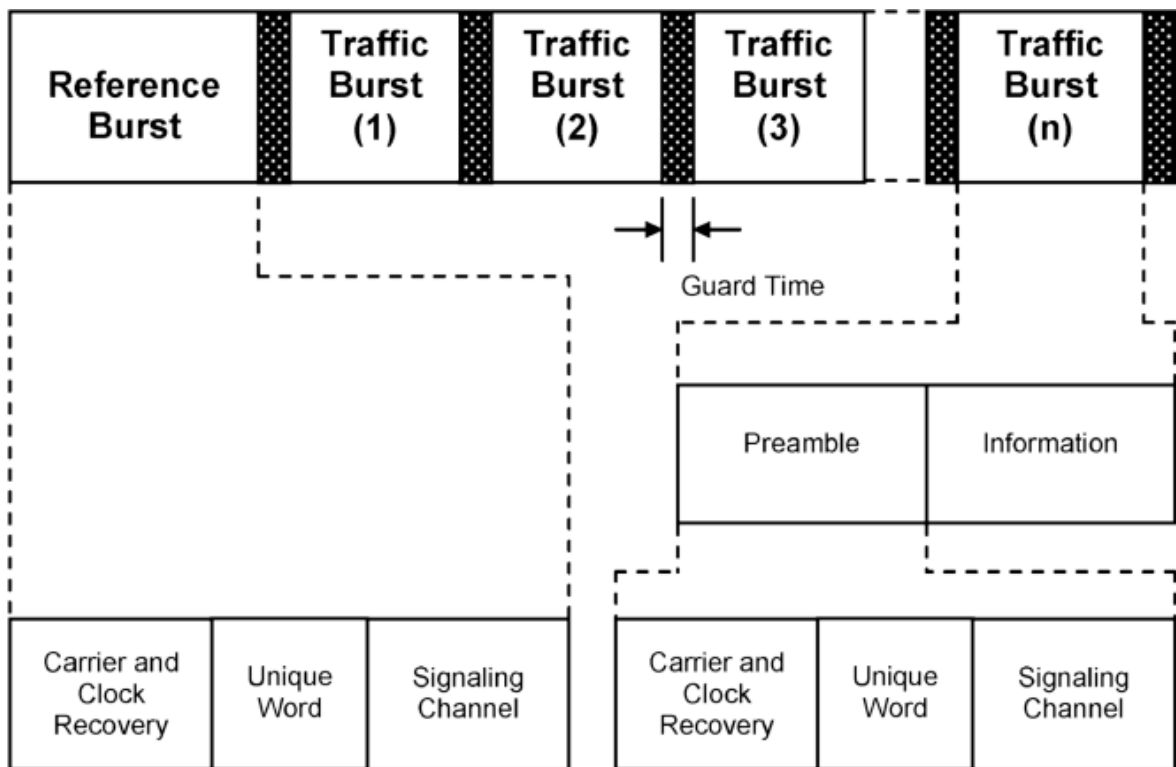 Reference
Burst
Traffic
Burst
(1)
Traffic
Burst
(2)
Traffic
Burst
(3)
Traffic
Burst
(n)
Guard Time
Preamble
Information
Carrier and
Clock
Recovery
Unique
Word
Signaling
Channel
Carrier and
Clock
Recovery
Unique
Word
Signaling
Channel